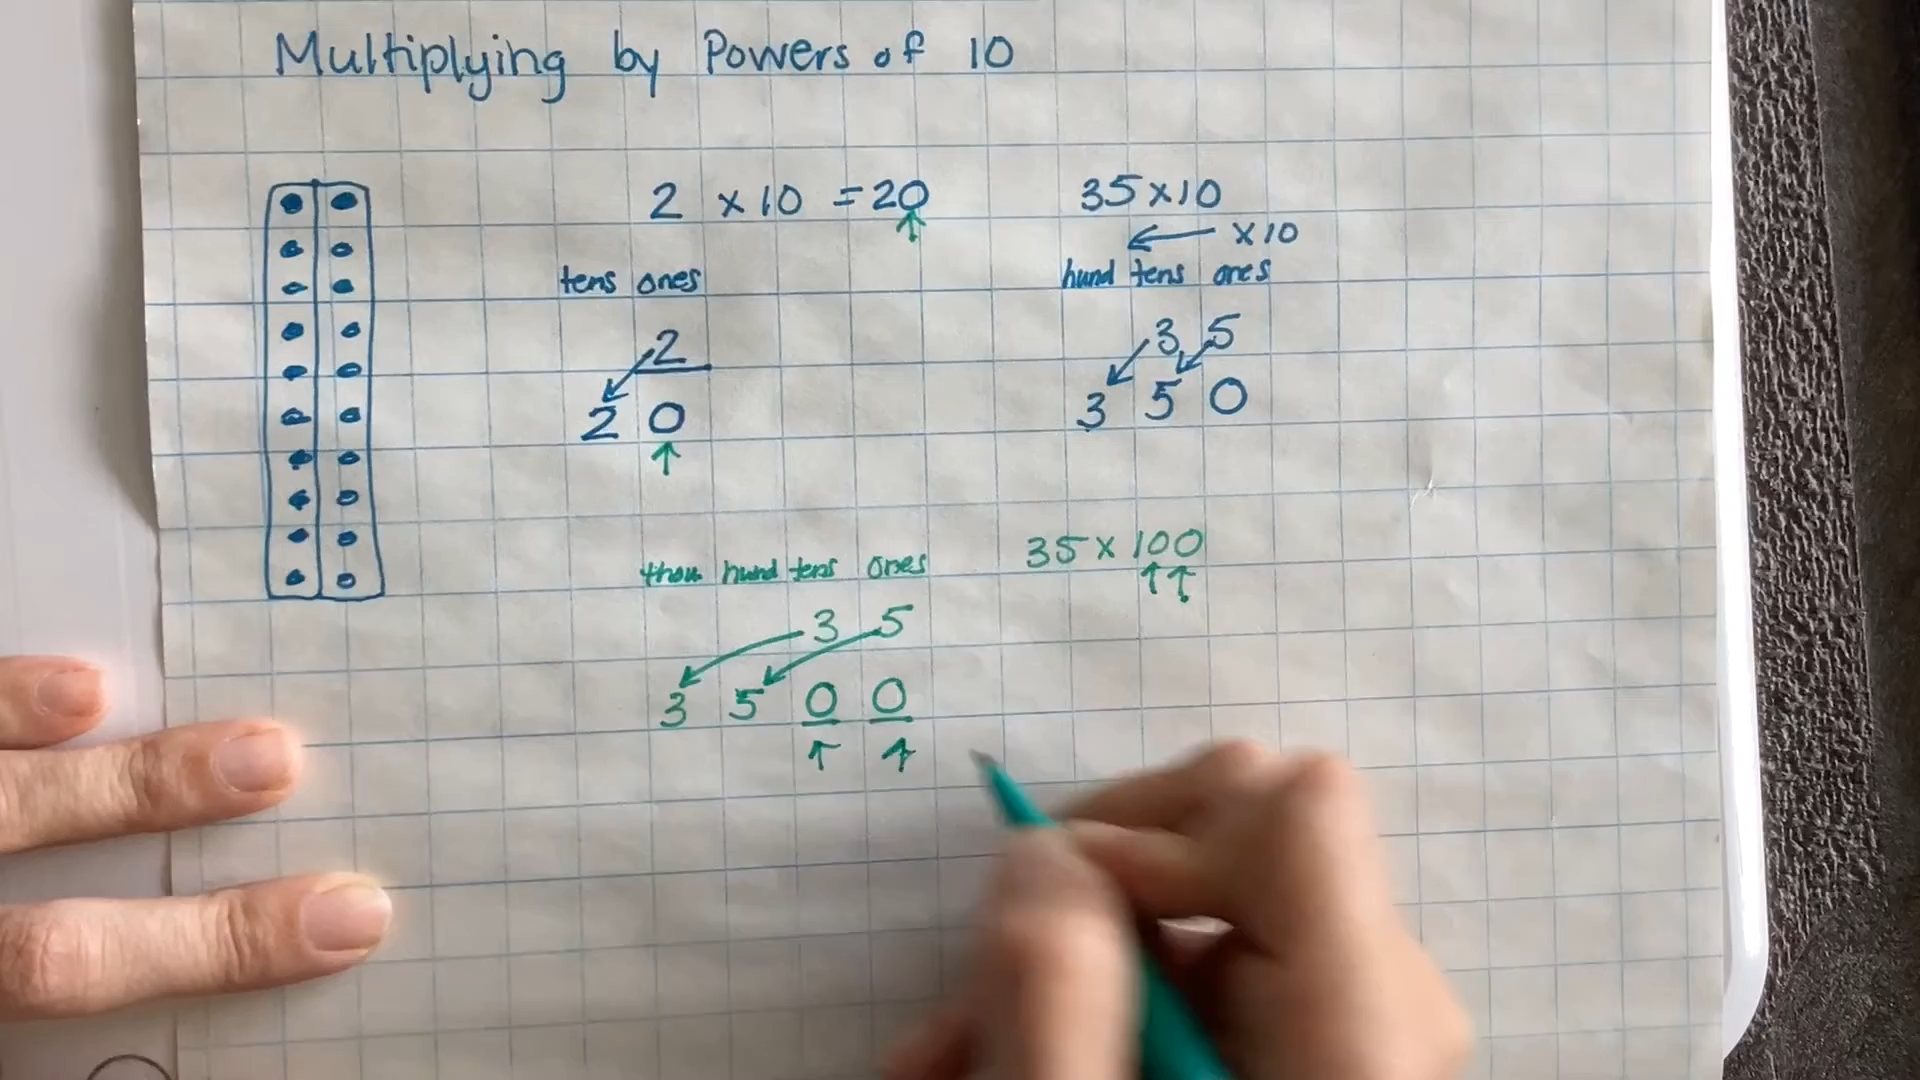 Multiplying by Powers of 10
2 x 10 = 20
tens ones
2
2 0
35 x 10
x 10
hund tens ones
3 5
3 5 0
35 x 100
thou hund tens ones
3 5
3 5 0 0